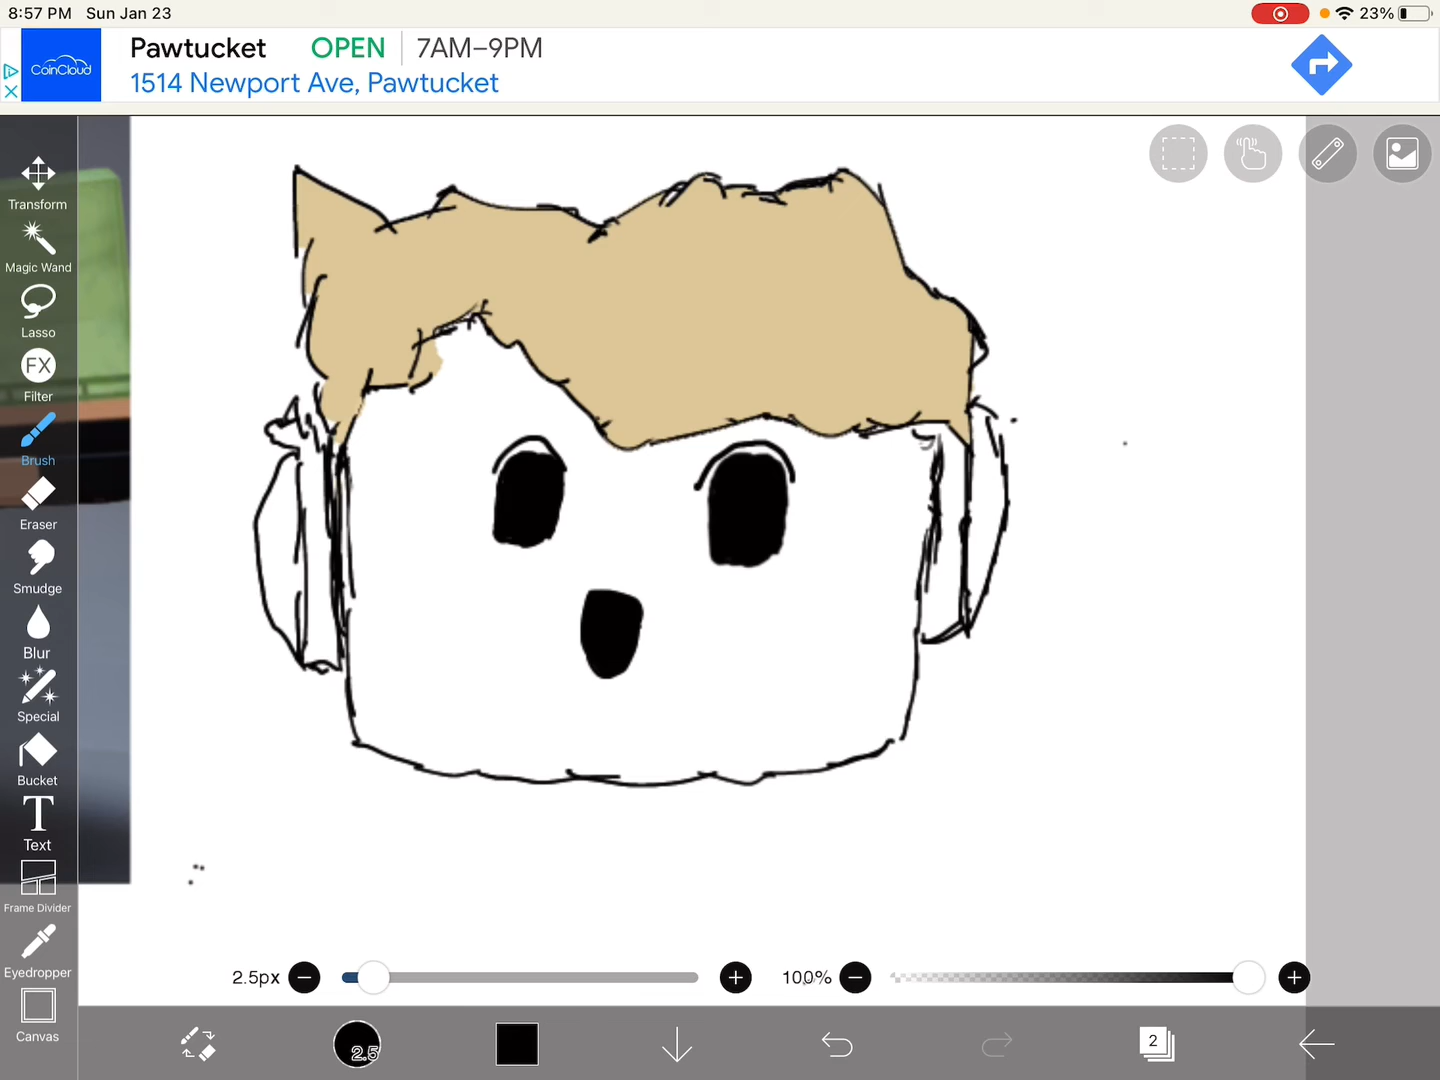 8:57 PM Sun Jan 23
23%
CoinCloud
Pawtucket OPEN 7AM–9PM
1514 Newport Ave, Pawtucket
Transform
Magic Wand
Lasso
FX
Filter
Brush
Eraser
Smudge
Blur
Special
Bucket
T
Text
Frame Divider
Eyedropper
Canvas
2.5px
100%
2.5
2